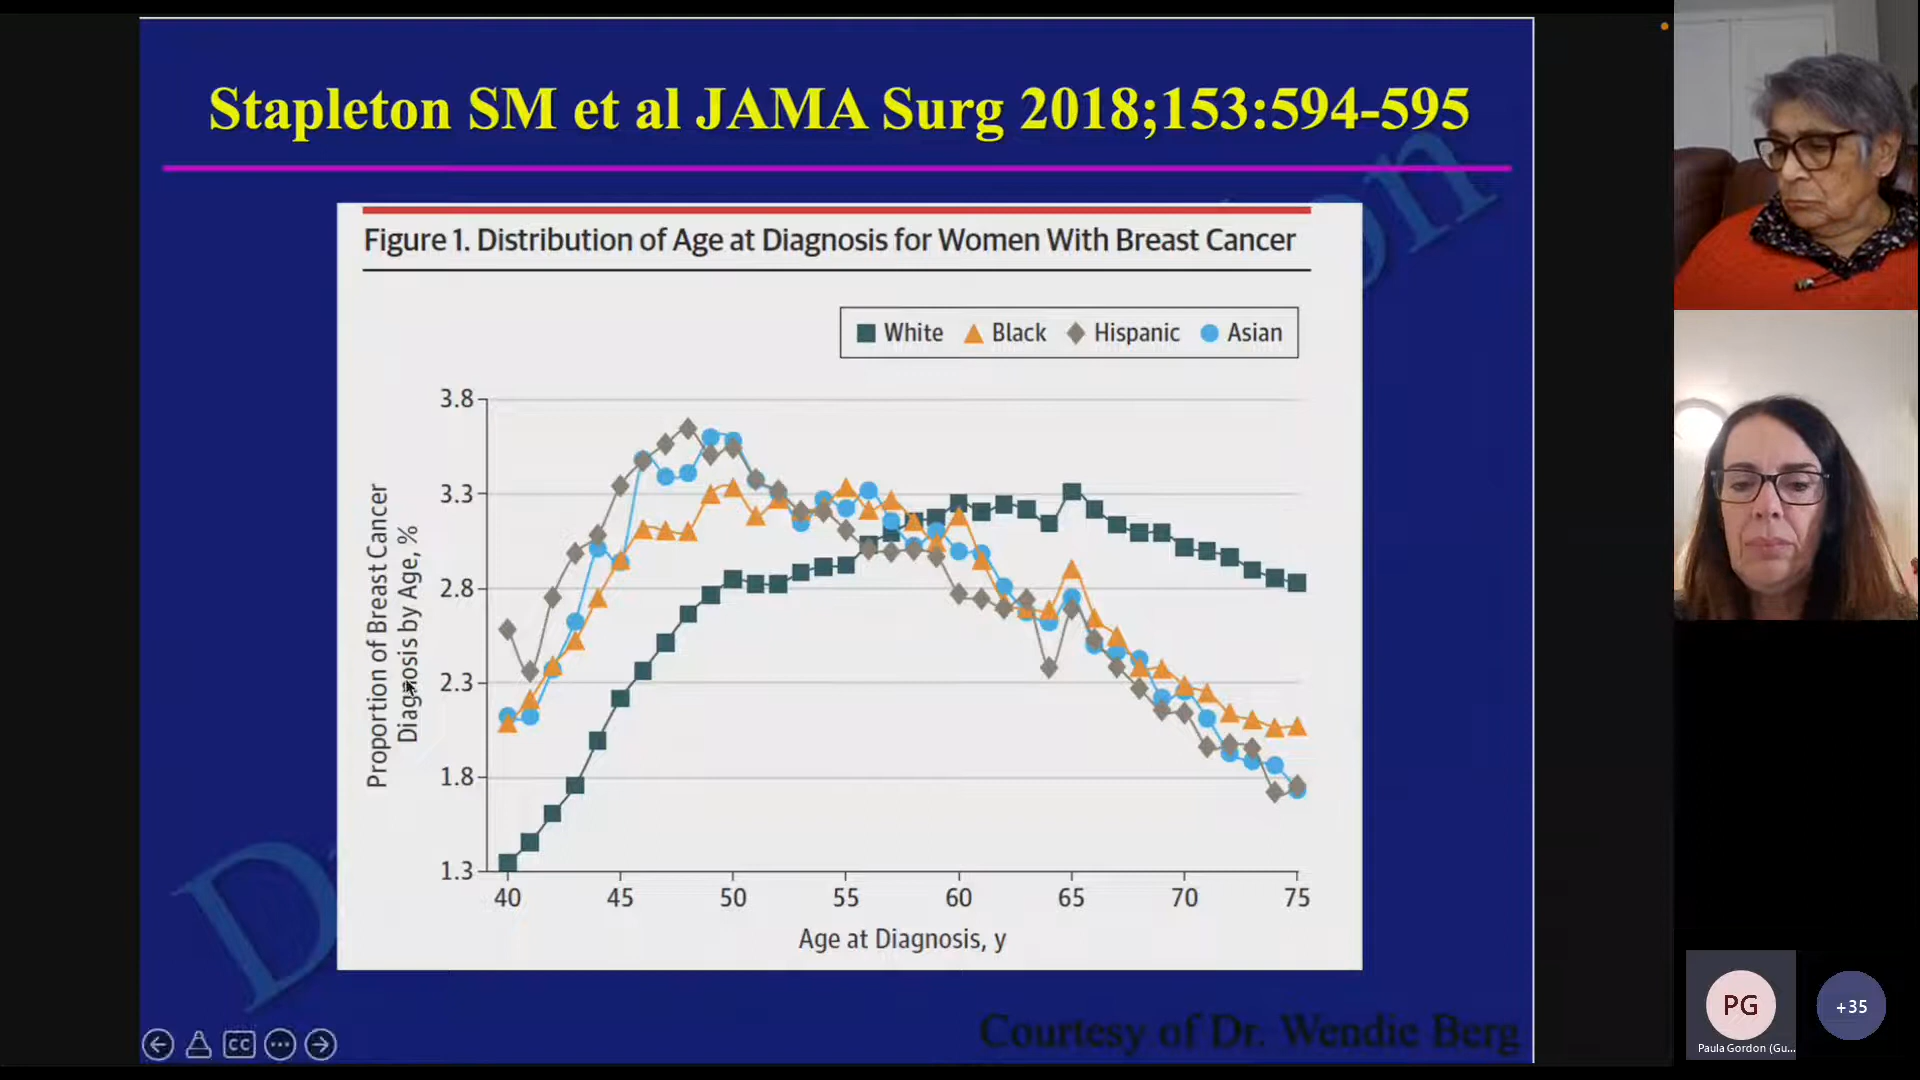 Stapleton SM et al JAMA Surg 2018;153:594-595
Figure 1. Distribution of Age at Diagnosis for Women With Breast Cancer
White Black Hispanic Asian
Proportion of Breast Cancer
Diagnosis by Age, %
3.8
3.3
2.8
2.3
1.8
1.3
40 45 50 55 60 65 70 75
Age at Diagnosis, y
Courtesy of Dr. Wendie Berg
CC
PG
Paula Gordon (Gu...
+35